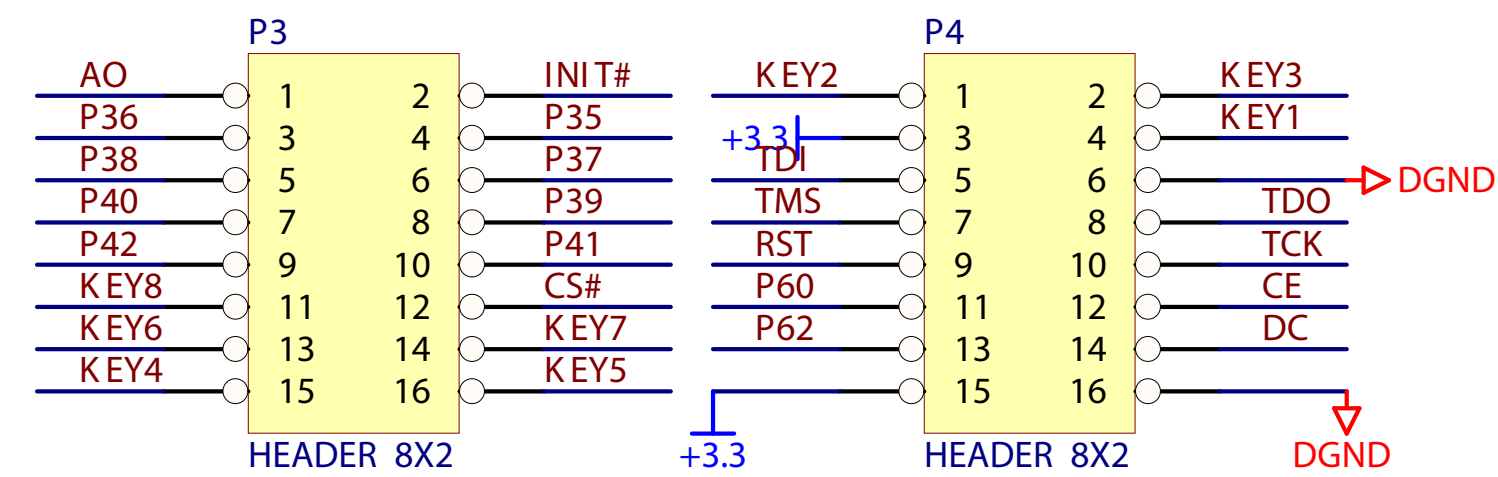 P3 P4
AO INIT# KEY2 KEY3
1 2 1 2
P36 P35 KEY1
3 4 +3.3 3 4
P38 P37 TDI
5 6 5 6 DGND
P40 P39 TMS TDO
7 8 7 8
P42 P41 RST TCK
9 10 9 10
KEY8 CS# P60 CE
11 12 11 12
KEY6 KEY7 P62 DC
13 14 13 14
KEY4 KEY5
15 16 15 16
HEADER 8X2 +3.3 HEADER 8X2 DGND